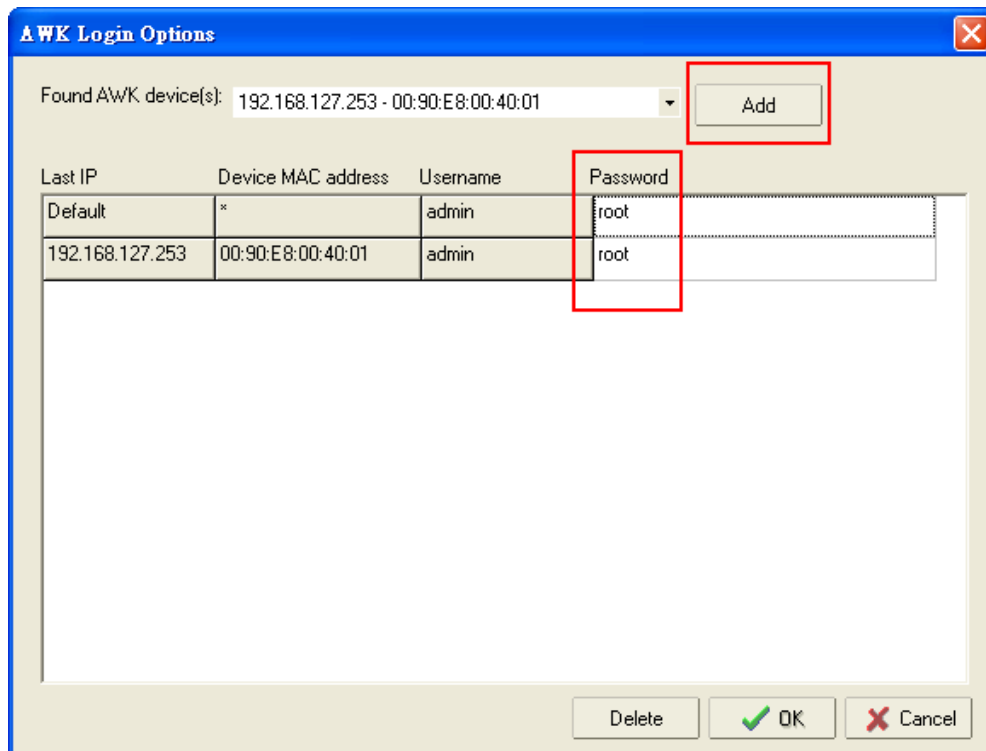 AWK Login Options
Found AWK device(s): 192.168.127.253 - 00:90:E8:00:40:01 Add
Last IP Device MAC address Username Password
Default * admin root
192.168.127.253 00:90:E8:00:40:01 admin root
Delete OK Cancel